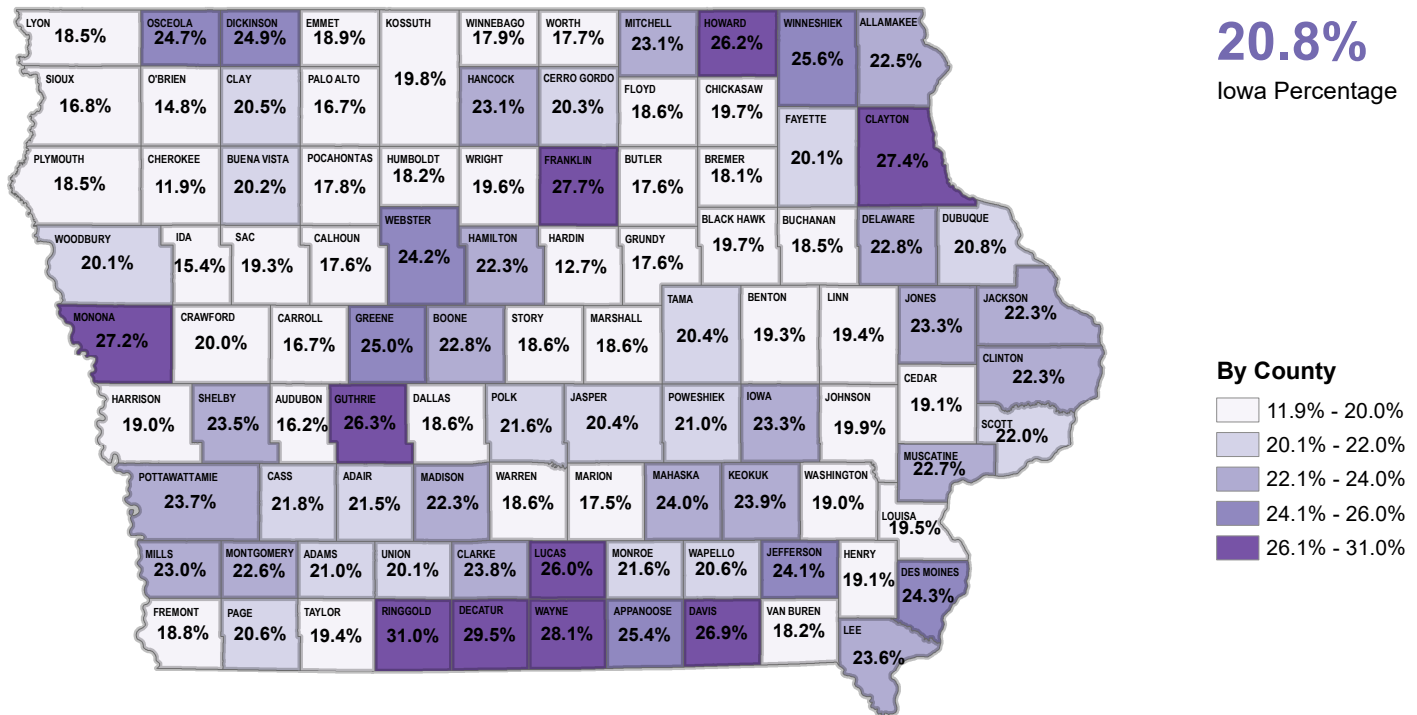 LYON
18.5%
OSCEOLA
24.7%
DICKINSON
24.9%
EMMET
18.9%
KOSSUTH
19.8%
WINNEBAGO
17.9%
WORTH
17.7%
MITCHELL
23.1%
HOWARD
26.2%
WINNESHIEK
25.6%
ALLAMAKEE
22.5%
20.8%
Iowa Percentage
SIOUX
16.8%
O'BRIEN
14.8%
CLAY
20.5%
PALO ALTO
16.7%
HANCOCK
23.1%
CERRO GORDO
20.3%
FLOYD
18.6%
CHICKASAW
19.7%
FAYETTE
20.1%
CLAYTON
27.4%
PLYMOUTH
18.5%
CHEROKEE
11.9%
BUENA VISTA
20.2%
POCAHONTAS
17.8%
HUMBOLDT
18.2%
WRIGHT
19.6%
FRANKLIN
27.7%
BUTLER
17.6%
BREMER
18.1%
WOODBURY
20.1%
IDA
15.4%
SAC
19.3%
CALHOUN
17.6%
WEBSTER
24.2%
HAMILTON
22.3%
HARDIN
12.7%
GRUNDY
17.6%
BLACK HAWK
19.7%
BUCHANAN
18.5%
DELAWARE
22.8%
DUBUQUE
20.8%
MONONA
27.2%
CRAWFORD
20.0%
CARROLL
16.7%
GREENE
25.0%
BOONE
22.8%
STORY
18.6%
MARSHALL
18.6%
TAMA
20.4%
BENTON
19.3%
LINN
19.4%
JONES
23.3%
JACKSON
22.3%
CLINTON
22.3%
HARRISON
19.0%
SHELBY
23.5%
AUDUBON
16.2%
GUTHRIE
26.3%
DALLAS
18.6%
POLK
21.6%
JASPER
20.4%
POWESHIEK
21.0%
IOWA
23.3%
JOHNSON
19.9%
CEDAR
19.1%
SCOTT
22.0%
MUSCATINE
22.7%
By County
11.9% - 20.0%
20.1% - 22.0%
22.1% - 24.0%
24.1% - 26.0%
26.1% - 31.0%
POTTAWATTAMIE
23.7%
CASS
21.8%
ADAIR
21.5%
MADISON
22.3%
WARREN
18.6%
MARION
17.5%
MAHASKA
24.0%
KEOKUK
23.9%
WASHINGTON
19.0%
LOUISA
19.5%
MILLS
23.0%
MONTGOMERY
22.6%
ADAMS
21.0%
UNION
20.1%
CLARKE
23.8%
LUCAS
26.0%
MONROE
21.6%
WAPELLO
20.6%
JEFFERSON
24.1%
HENRY
19.1%
DES MOINES
24.3%
FREMONT
18.8%
PAGE
20.6%
TAYLOR
19.4%
RINGGOLD
31.0%
DECATUR
29.5%
WAYNE
28.1%
APPANOOSE
25.4%
DAVIS
26.9%
VAN BUREN
18.2%
LEE
23.6%